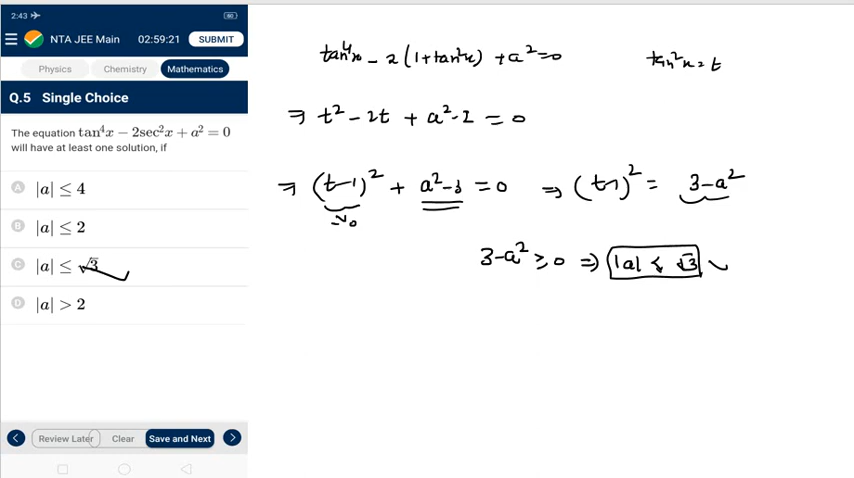 2:43
60
NTA JEE Main
02:59:21
SUBMIT
Physics
Chemistry
Mathematics
Q.5 Single Choice
The equation tan⁴x − 2sec²x + a² = 0
will have at least one solution, if
A |a| ≤ 4
B |a| ≤ 2
C |a| ≤ √3
D |a| > 2
Review Later
Clear
Save and Next
tan⁴x − 2(1+tan²x) + a² = 0
tan²x = t
⇒ t² − 2t + a² − 2 = 0
⇒ (t−1)² + a² − 3 = 0 ⇒ (t−1)² = 3 − a²
≥0
3 − a² ≥ 0 ⇒ |a| ≤ √3